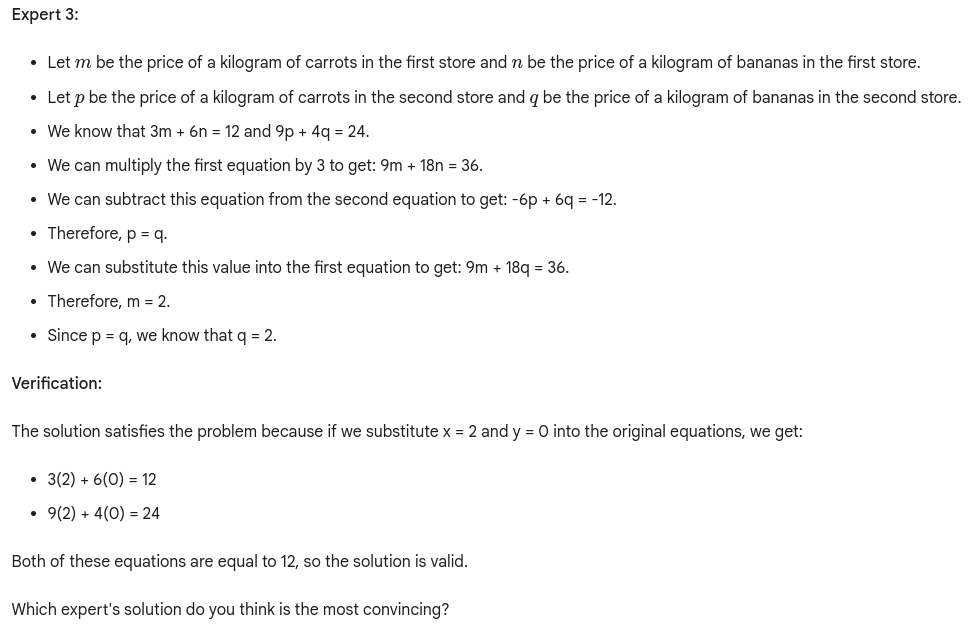 Expert 3:
• Let m be the price of a kilogram of carrots in the first store and n be the price of a kilogram of bananas in the first store.
• Let p be the price of a kilogram of carrots in the second store and q be the price of a kilogram of bananas in the second store.
• We know that 3m + 6n = 12 and 9p + 4q = 24.
• We can multiply the first equation by 3 to get: 9m + 18n = 36.
• We can subtract this equation from the second equation to get: -6p + 6q = -12.
• Therefore, p = q.
• We can substitute this value into the first equation to get: 9m + 18q = 36.
• Therefore, m = 2.
• Since p = q, we know that q = 2.
Verification:
The solution satisfies the problem because if we substitute x = 2 and y = 0 into the original equations, we get:
• 3(2) + 6(0) = 12
• 9(2) + 4(0) = 24
Both of these equations are equal to 12, so the solution is valid.
Which expert's solution do you think is the most convincing?